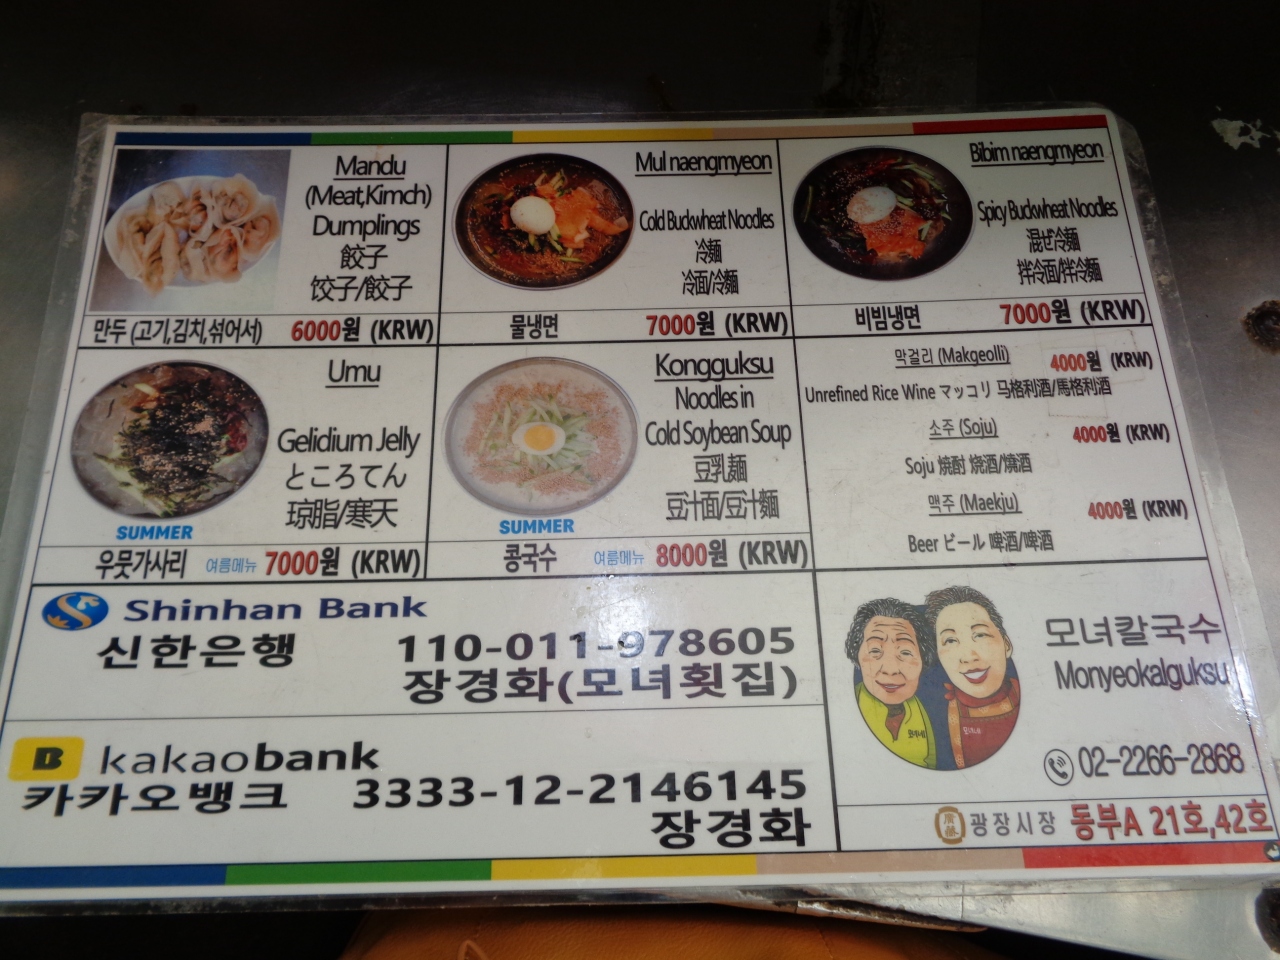 Mandu
(Meat,Kimch)
Dumplings
餃子
饺子/餃子
만두 (고기,김치,섞어서) 6000원 (KRW)
Mul naengmyeon
Cold Buckwheat Noodles
冷麺
冷面/冷麵
물냉면 7000원 (KRW)
Bibim naengmyeon
Spicy Buckwheat Noodles
混ぜ冷麺
拌冷面/拌冷麵
비빔냉면 7000원 (KRW)
Umu
Gelidium Jelly
ところてん
琼脂/寒天
SUMMER
우뭇가사리 여름메뉴 7000원 (KRW)
Kongguksu
Noodles in
Cold Soybean Soup
豆乳麺
豆汁面/豆汁麵
SUMMER
콩국수 여름메뉴 8000원 (KRW)
막걸리 (Makgeolli) 4000원 (KRW)
Unrefined Rice Wine マッコリ 马格利酒/馬格利酒
소주 (Soju) 4000원 (KRW)
Soju 焼酎 烧酒/燒酒
맥주 (Maekju) 4000원 (KRW)
Beer ビール 啤酒/啤酒
Shinhan Bank
신한은행 110-011-978605
장경화(모녀횟집)
kakaobank
카카오뱅크 3333-12-2146145
장경화
모녀칼국수
Monyeokalguksu
02-2266-2868
광장시장 동부A 21호,42호